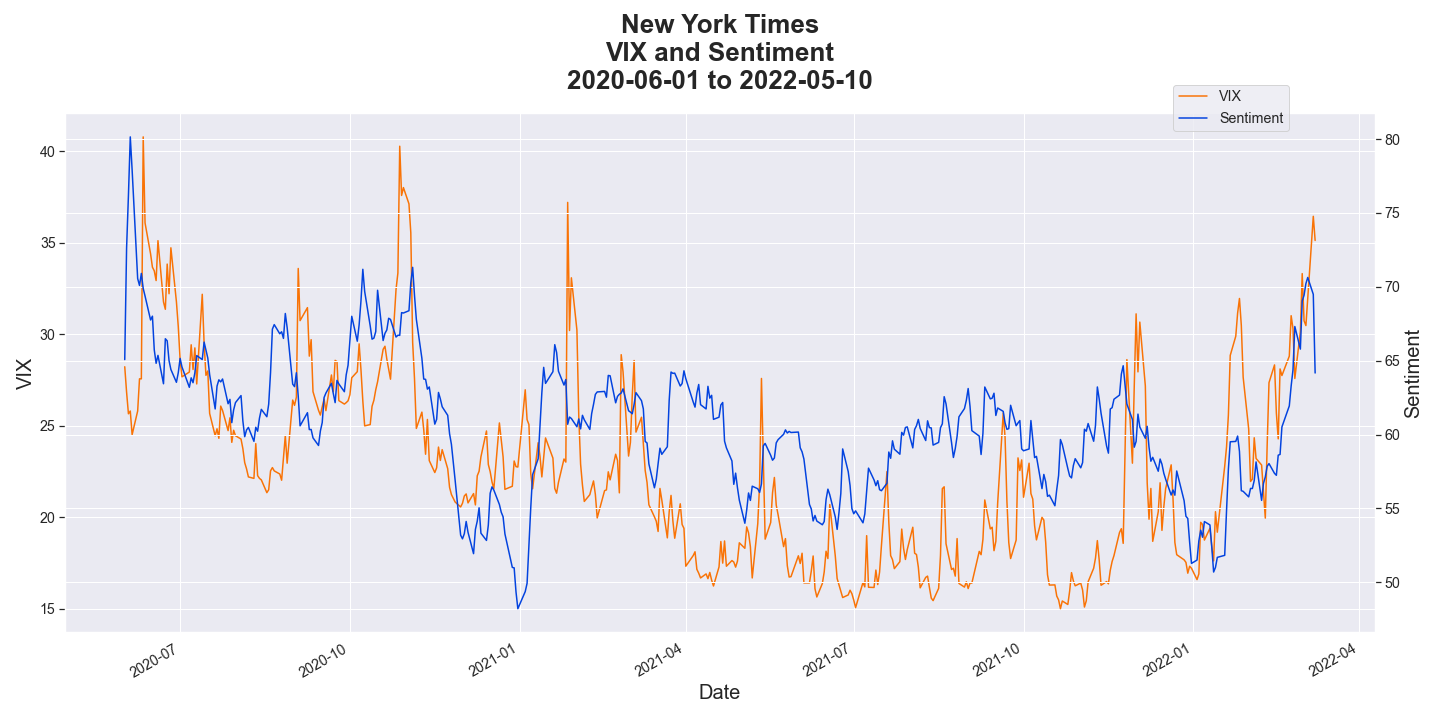 New York Times
VIX and Sentiment
2020-06-01 to 2022-05-10
VIX
Sentiment
40
35
30
25
20
15
VIX
80
75
70
65
60
55
50
Sentiment
2020-07
2020-10
2021-01
2021-04
2021-07
2021-10
2022-01
2022-04
Date